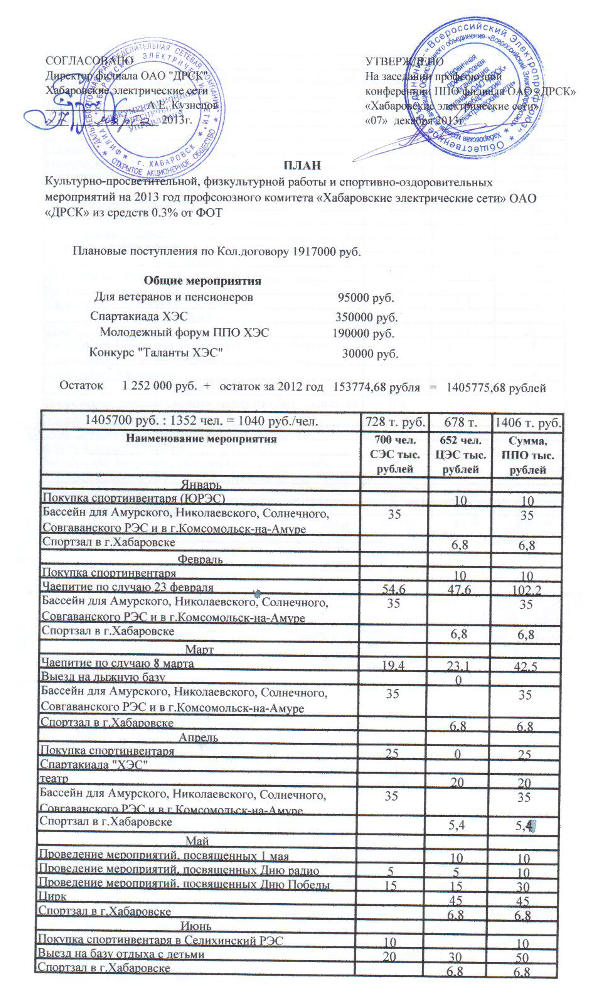 СОГЛАСОВАНО
Директор филиала ОАО "ДРСК"
Хабаровские электрические сети
А.Е. Кузнецов
27 2013г.
УТВЕРЖДЕНО
На заседании профсоюзной
конференции ППО филиала ОАО «ДРСК»
«Хабаровские электрические сети»
«07» декабря 2013г.
ПЛАН
Культурно-просветительной, физкультурной работы и спортивно-оздоровительных
мероприятий на 2013 год профсоюзного комитета «Хабаровские электрические сети» ОАО
«ДРСК» из средств 0.3% от ФОТ
Плановые поступления по Кол.договору 1917000 руб.
Общие мероприятия
Для ветеранов и пенсионеров 95000 руб.
Спартакиада ХЭС 350000 руб.
Молодежный форум ППО ХЭС 190000 руб.
Конкурс "Таланты ХЭС" 30000 руб.
Остаток 1 252 000 руб. + остаток за 2012 год 153774,68 рубля = 1405775,68 рублей
1405700 руб. : 1352 чел. = 1040 руб./чел. 728 т. руб. 678 т. 1406 т. руб.
Наименование мероприятия 700 чел. 652 чел. Сумма,
СЭС тыс. ЦЭС тыс. ППО тыс.
рублей рублей рублей
Январь
Покупка спортинвентаря (ЮРЭС) 10 10
Бассейн для Амурского, Николаевского, Солнечного, 35 35
Совгаванского РЭС и в г.Комсомольск-на-Амуре
Спортзал в г.Хабаровске 6,8 6,8
Февраль
Покупка спортинвентаря 10 10
Чаепитие по случаю 23 февраля 54,6 47,6 102,2
Бассейн для Амурского, Николаевского, Солнечного, 35 35
Совгаванского РЭС и в г.Комсомольск-на-Амуре
Спортзал в г.Хабаровске 6,8 6,8
Март
Чаепитие по случаю 8 марта 19,4 23,1 42,5
Выезд на лыжную базу 0
Бассейн для Амурского, Николаевского, Солнечного, 35 35
Совгаванского РЭС и в г.Комсомольск-на-Амуре
Спортзал в г,Хабаровске 6,8 6,8
Апрель
Покупка спортинвентаря 25 0 25
Спартакиада "ХЭС"
театр 20 20
Бассейн для Амурского, Николаевского, Солнечного, 35 35
Совгаванского РЭС и в г.Комсомольск-на-Амуре
Спортзал в г.Хабаровске 5,4 5,4
Май
Проведение мероприятий, посвященных 1 мая 10 10
Проведение мероприятий, посвященных Дню радио 5 5 10
Проведение мероприятий, посвященных Дню Победы 15 15 30
Цирк 45 45
Спортзал в г.Хабаровске 6,8 6,8
Июнь
Покупка спортинвентаря в Селихинский РЭС 10 10
Выезд на базу отдыха с детьми 20 30 50
Спортзал в г.Хабаровске 6,8 6,8